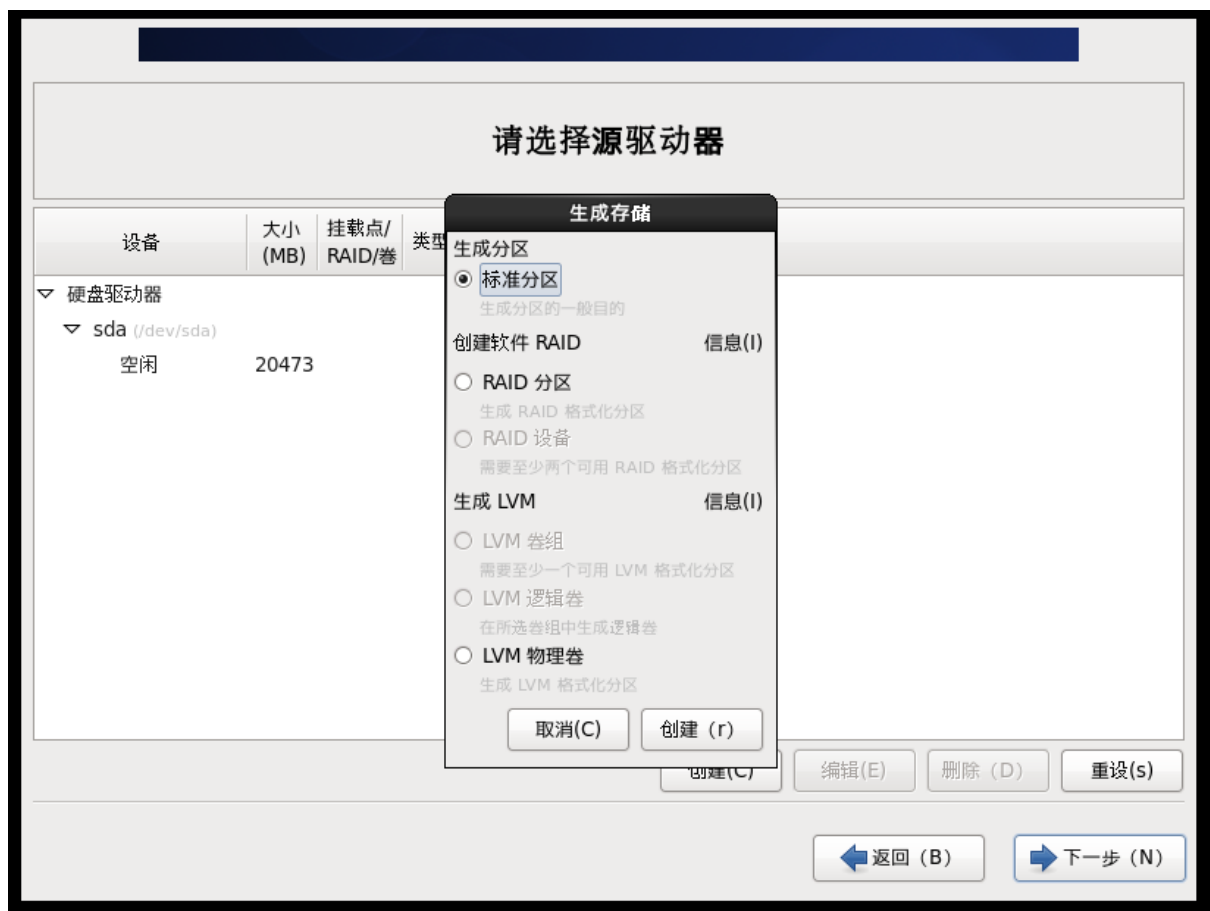 请选择源驱动器
设备
大小
(MB)
挂载点/
RAID/卷
类型
硬盘驱动器
sda (/dev/sda)
空闲 20473
生成存储
生成分区
标准分区
生成分区的一般目的
创建软件 RAID 信息(I)
RAID 分区
生成 RAID 格式化分区
RAID 设备
需要至少两个可用 RAID 格式化分区
生成 LVM 信息(I)
LVM 卷组
需要至少一个可用 LVM 格式化分区
LVM 逻辑卷
在所选卷组中生成逻辑卷
LVM 物理卷
生成 LVM 格式化分区
取消(C) 创建（r）
创建(C) 编辑(E) 删除（D） 重设(s)
返回（B） 下一步（N）